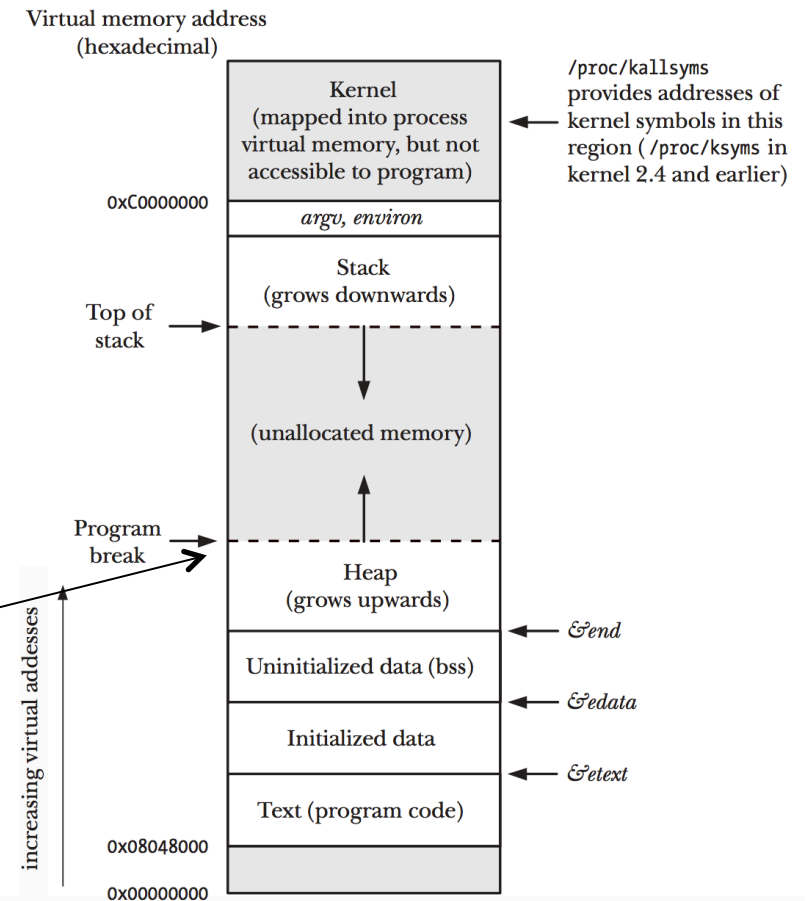 Virtual memory address
(hexadecimal)
Kernel
(mapped into process
virtual memory, but not
accessible to program)
/proc/kallsyms
provides addresses of
kernel symbols in this
region (/proc/ksyms in
kernel 2.4 and earlier)
0xC0000000
argv, environ
Stack
(grows downwards)
Top of
stack
(unallocated memory)
Program
break
Heap
(grows upwards)
&end
Uninitialized data (bss)
&edata
Initialized data
&etext
Text (program code)
0x08048000
0x00000000
increasing virtual addesses